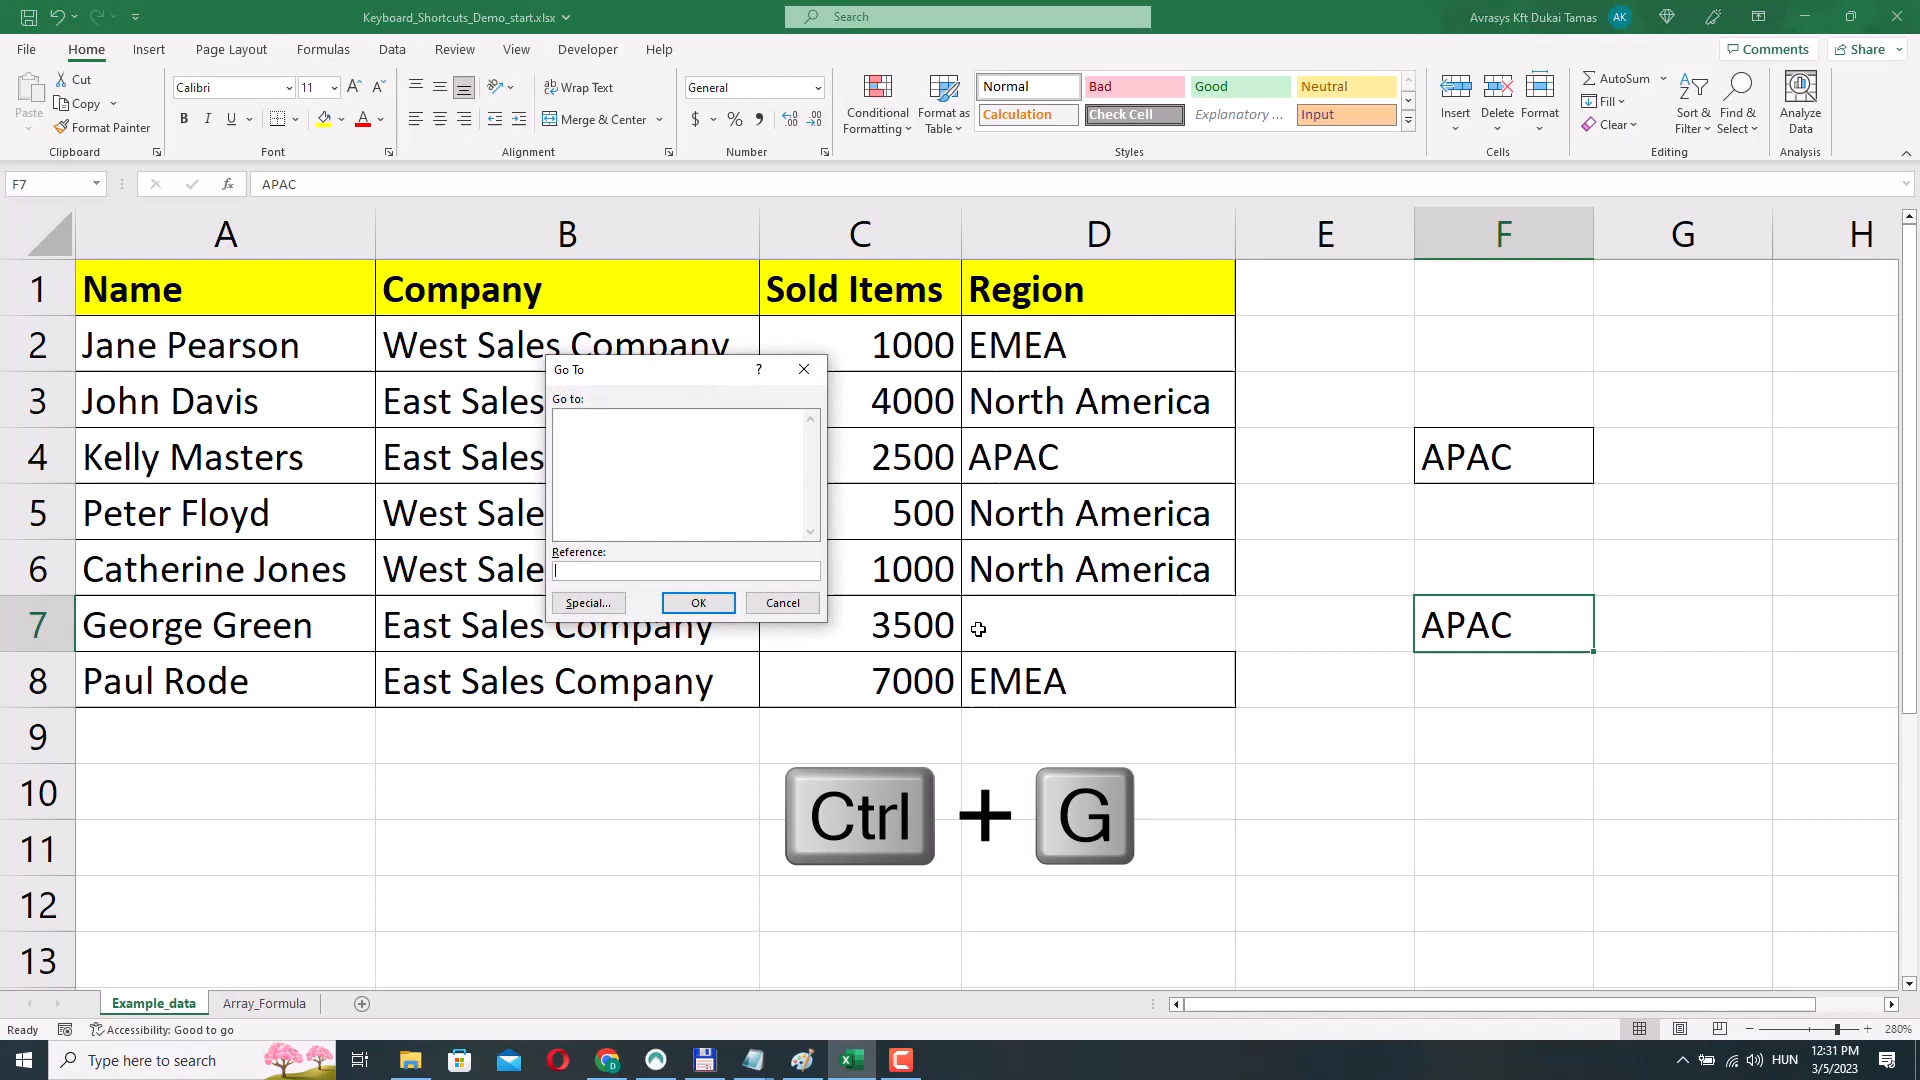 Keyboard_Shortcuts_Demo_start.xlsx
Search
Avrasys Kft Dukai Tamas
AK
File Home Insert Page Layout Formulas Data Review View Developer Help
Comments Share
Paste
Cut
Copy
Format Painter
Clipboard
Calibri 11
B I U
Font
Wrap Text
Merge & Center
Alignment
General
$ % 9
Number
Conditional Formatting
Format as Table
Normal Bad Good Neutral
Calculation Check Cell Explanatory ... Input
Styles
Insert Delete Format
Cells
AutoSum
Fill
Clear
Sort & Filter
Find & Select
Editing
Analyze Data
Analysis
F7 fx APAC
A B C D E F G H
1 Name Company Sold Items Region
2 Jane Pearson West Sales Company 1000 EMEA
3 John Davis East Sales 4000 North America
4 Kelly Masters East Sales 2500 APAC APAC
5 Peter Floyd West Sale 500 North America
6 Catherine Jones West Sale 1000 North America
7 George Green East Sales Company 3500 APAC
8 Paul Rode East Sales Company 7000 EMEA
9
10
11
12
13
Go To ?
Go to:
Reference:
Special... OK Cancel
Ctrl + G
Example_data Array_Formula
Ready Accessibility: Good to go 280%
Type here to search
HUN
12:31 PM
3/5/2023